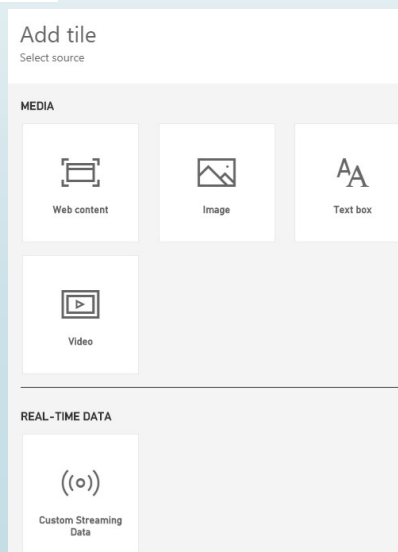 Add tile
Select source
MEDIA
Web content
Image
Text box
Video
REAL-TIME DATA
Custom Streaming
Data